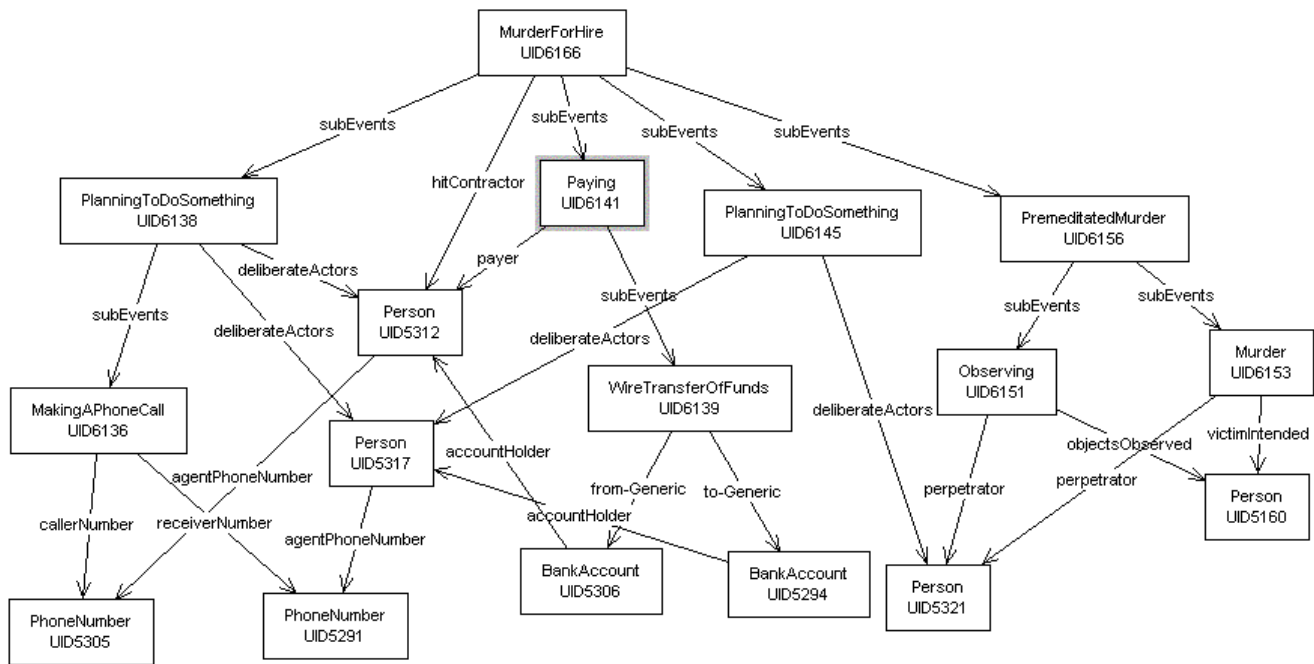 MurderForHire
UID6166
subEvents
subEvents
subEvents
subEvents
hitContractor
PlanningToDoSomething
UID6138
Paying
UID6141
PlanningToDoSomething
UID6145
PremeditatedMurder
UID6156
deliberateActors
payer
subEvents
subEvents
subEvents
subEvents
Person
UID5312
deliberateActors
deliberateActors
MakingAPhoneCall
UID6136
Person
UID5317
WireTransferOfFunds
UID6139
deliberateActors
Observing
UID6151
Murder
UID6153
agentPhoneNumber
accountHolder
objectsObserved
victimIntended
from-Generic
to-Generic
perpetrator
perpetrator
Person
UID5160
callerNumber
receiverNumber
accountHolder
agentPhoneNumber
PhoneNumber
UID5305
PhoneNumber
UID5291
BankAccount
UID5306
BankAccount
UID5294
Person
UID5321